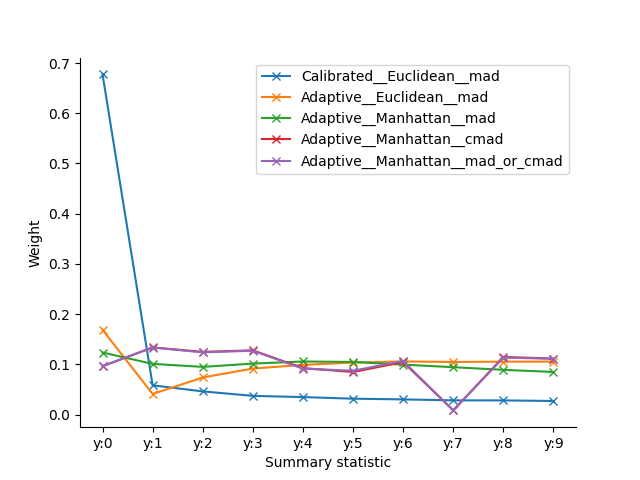 0.7
0.6
0.5
0.4
0.3
0.2
0.1
0.0
Weight
Calibrated__Euclidean__mad
Adaptive__Euclidean__mad
Adaptive__Manhattan__mad
Adaptive__Manhattan__cmad
Adaptive__Manhattan__mad_or_cmad
y:0 y:1 y:2 y:3 y:4 y:5 y:6 y:7 y:8 y:9
Summary statistic